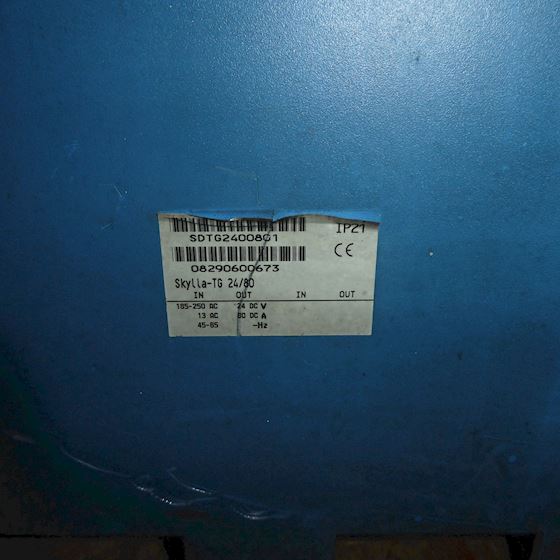 IP21
SDTG2400801
CE
08290600673
Skylla-TG 24/80
IN OUT IN OUT
185-250 AC 24 DC V
13 AC 80 DC A
45-65 -Hz